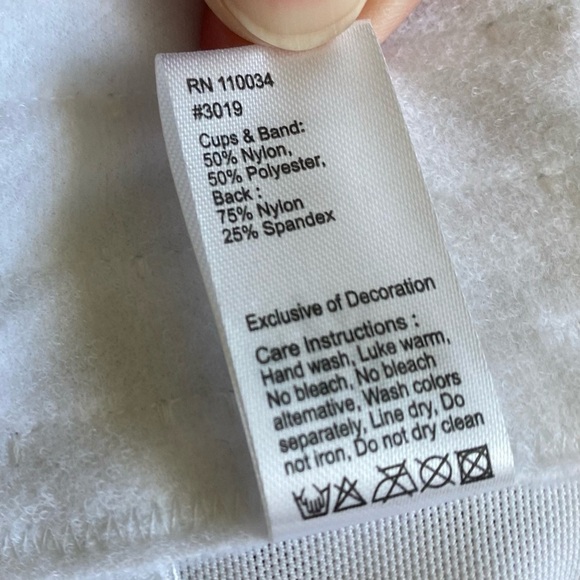 RN 110034
#3019
Cups & Band:
50% Nylon,
50% Polyester,
Back :
75% Nylon
25% Spandex
Exclusive of Decoration
Care Instructions :
Hand wash, Luke warm,
No bleach, No bleach
alternative, Wash colors
separately, Line dry, Do
not iron, Do not dry clean